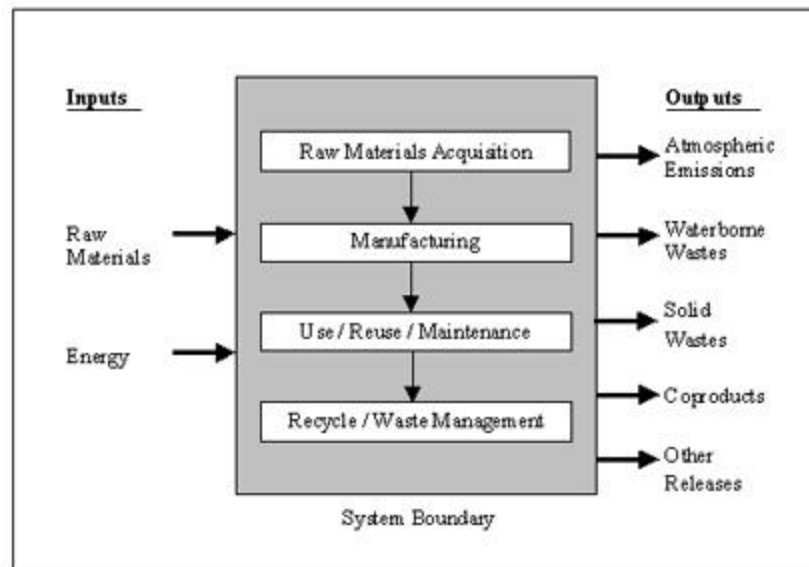 Inputs
Raw
Materials
Energy
Raw Materials Acquisition
Manufacturing
Use / Reuse / Maintenance
Recycle / Waste Management
System Boundary
Outputs
Atmospheric
Emissions
Waterborne
Wastes
Solid
Wastes
Coproducts
Other
Releases